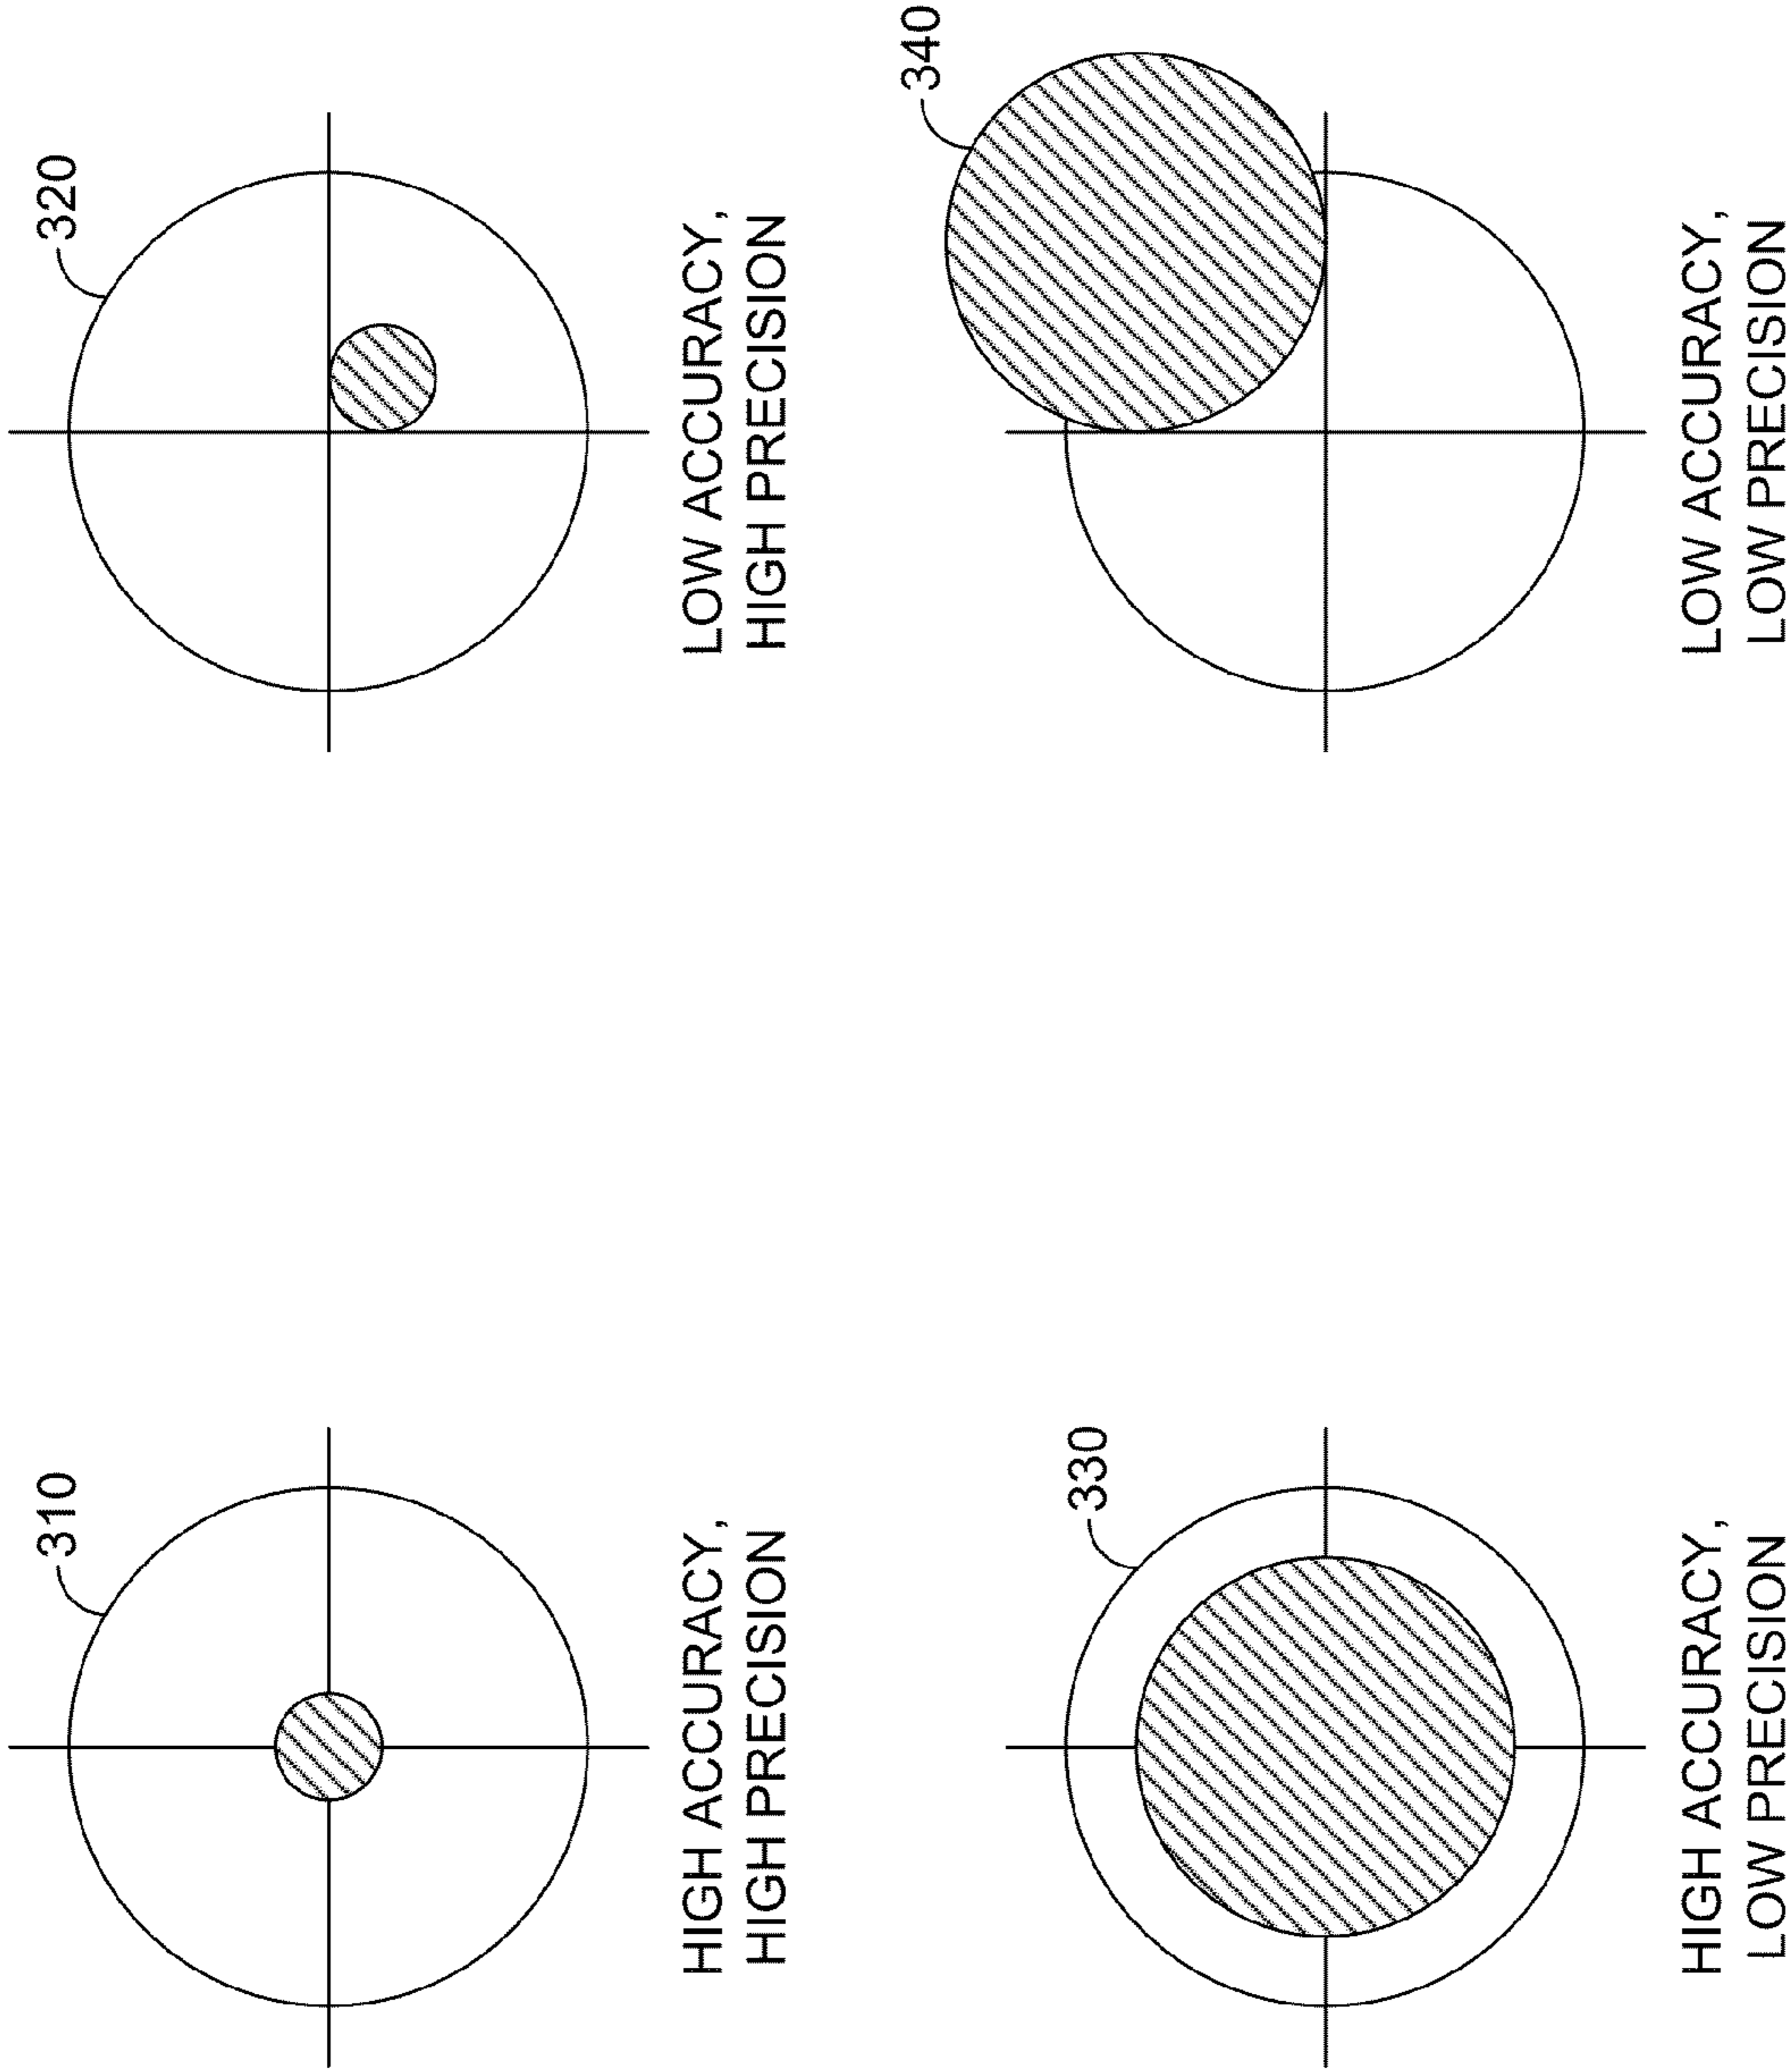 310
HIGH ACCURACY,
HIGH PRECISION
320
LOW ACCURACY,
HIGH PRECISION
330
HIGH ACCURACY,
LOW PRECISION
340
LOW ACCURACY,
LOW PRECISION